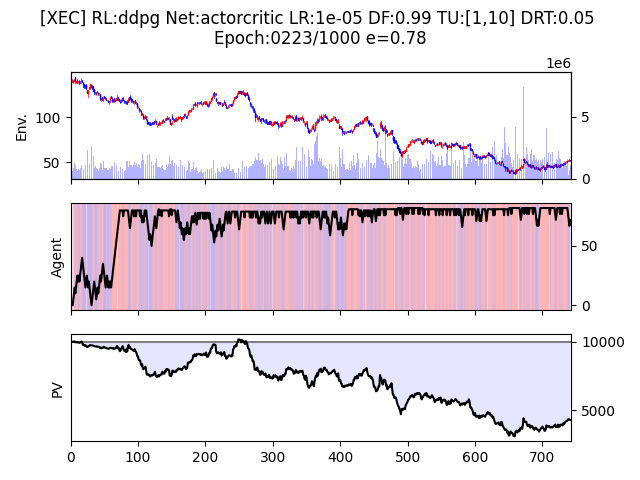 [XEC] RL:ddpg Net:actorcritic LR:1e-05 DF:0.99 TU:[1,10] DRT:0.05
Epoch:0223/1000 e=0.78
1e6
Env.
100
50
5
0
Agent
50
0
PV
10000
5000
0 100 200 300 400 500 600 700